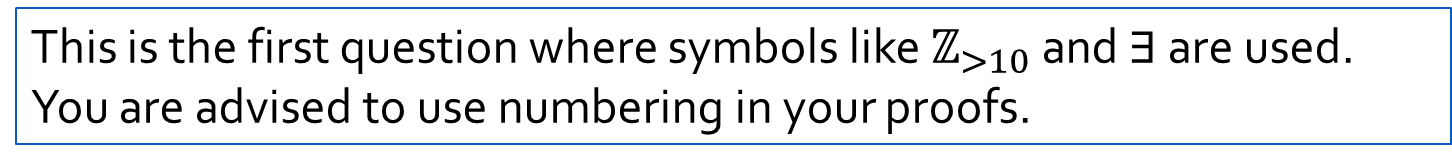 This is the first question where symbols like ℤ>10 and ∃ are used.
You are advised to use numbering in your proofs.